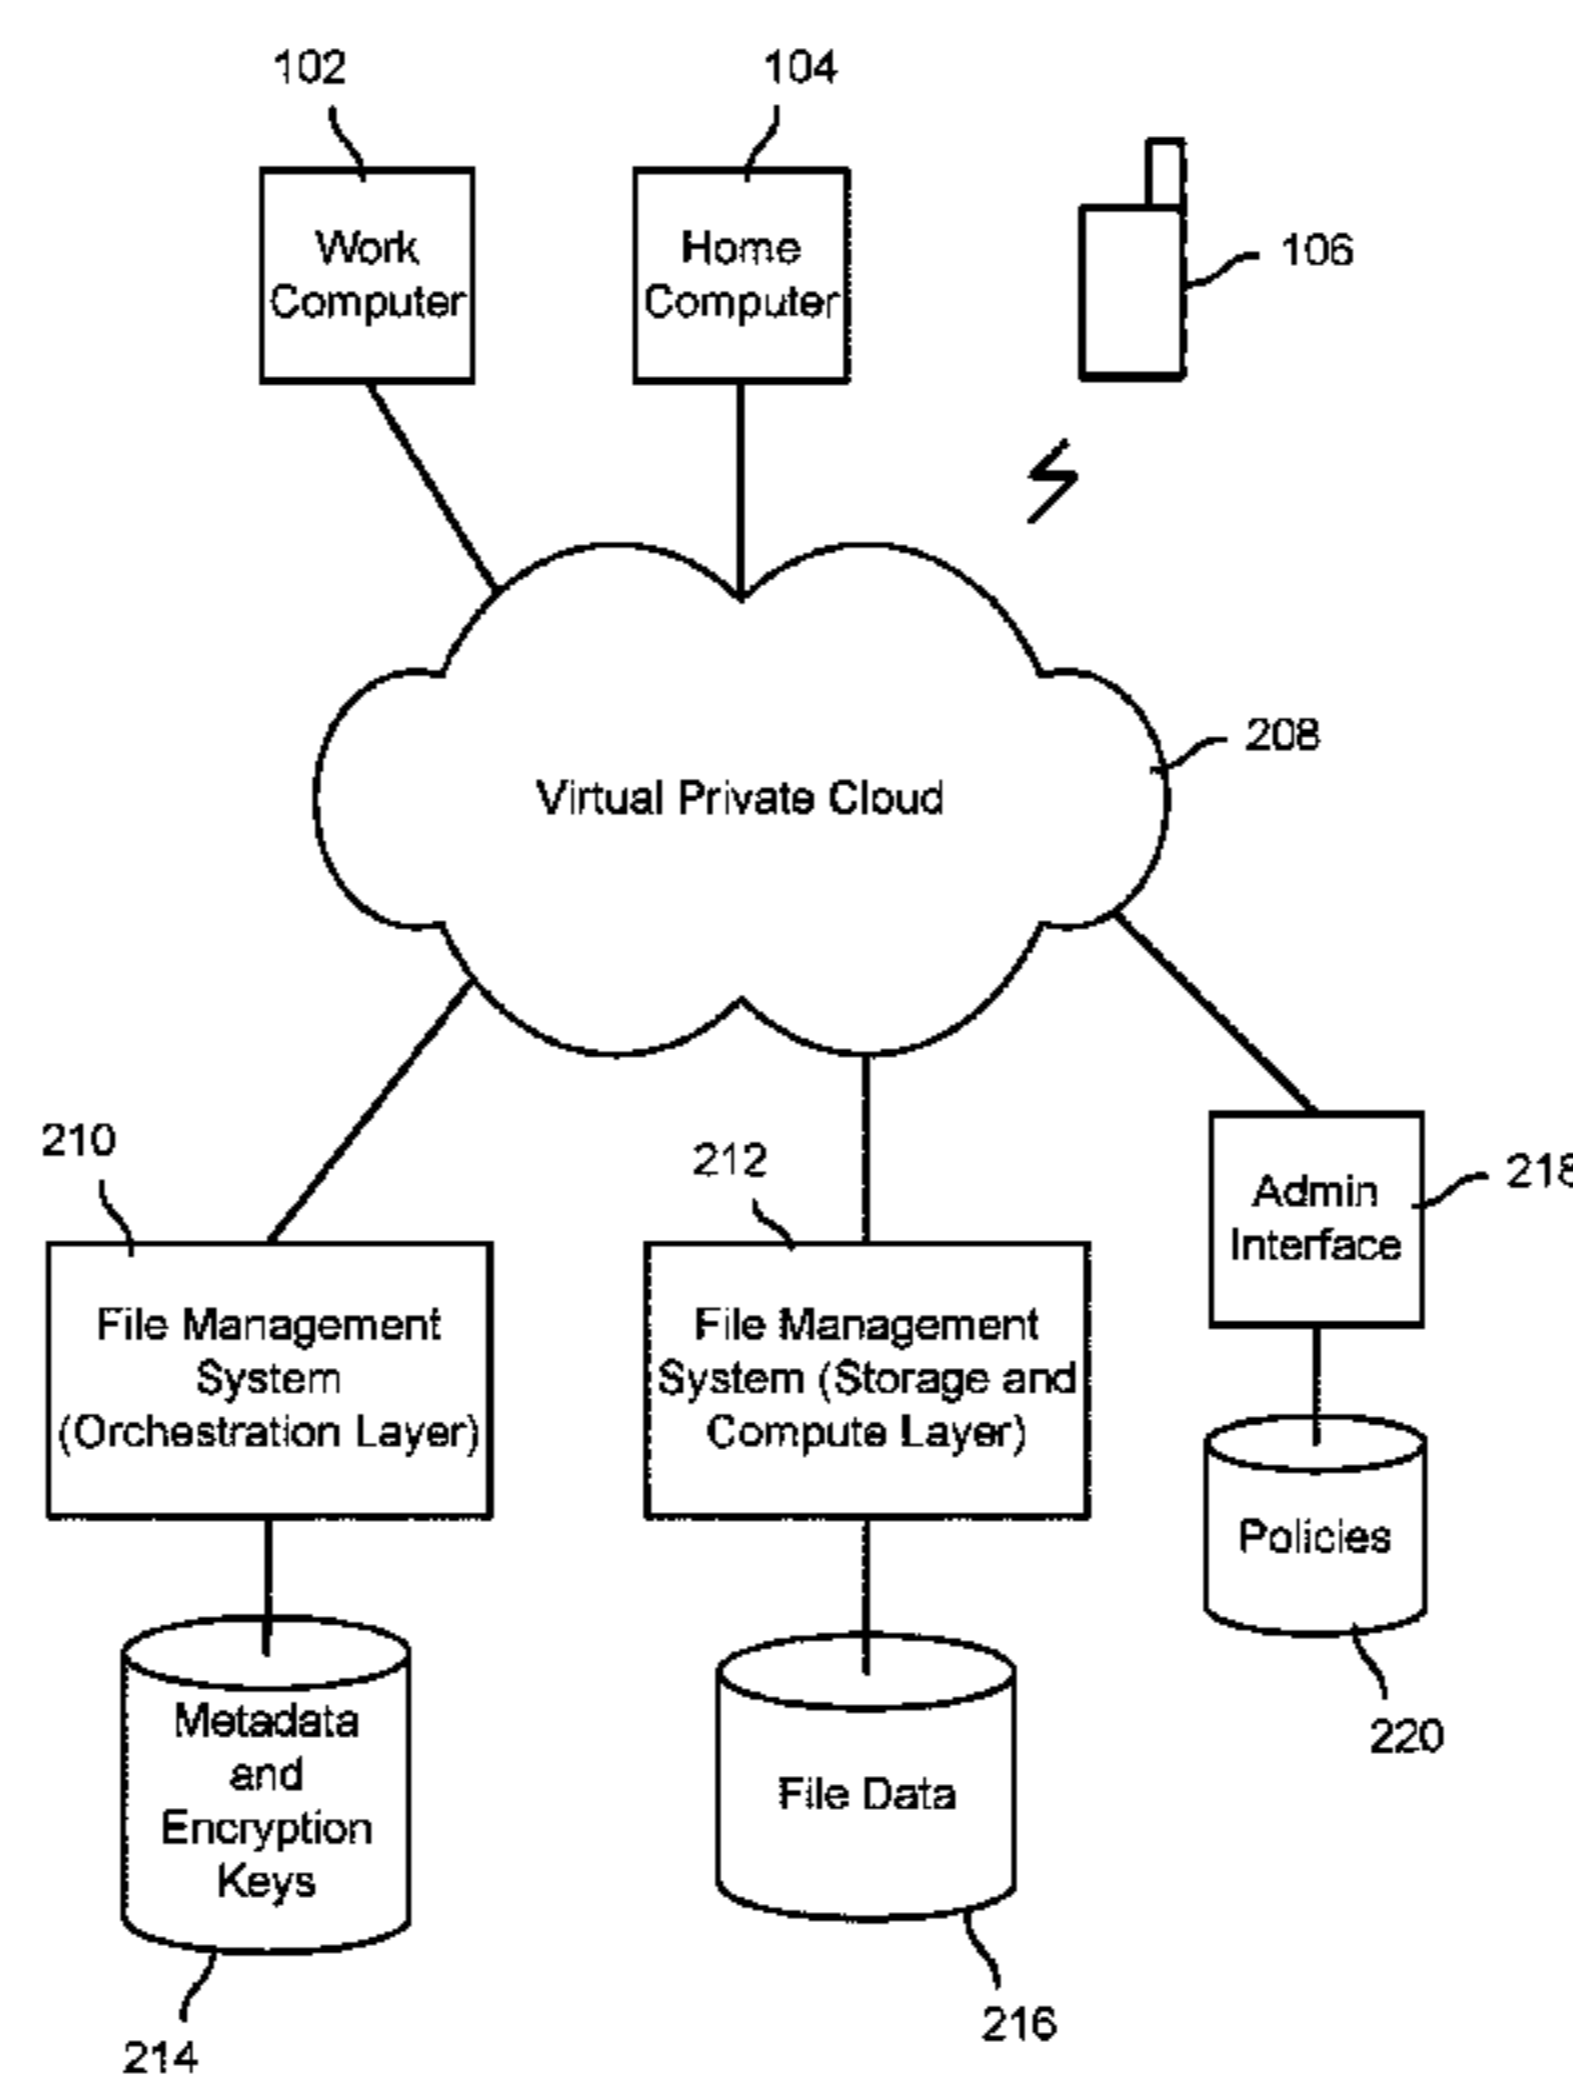 102
104
Work
Computer
Home
Computer
106
208
Virtual Private Cloud
210
212
218
Admin
Interface
File Management
System
(Orchestration Layer)
File Management
System (Storage and
Compute Layer)
Policies
220
Metadata
and
Encryption
Keys
File Data
214
216